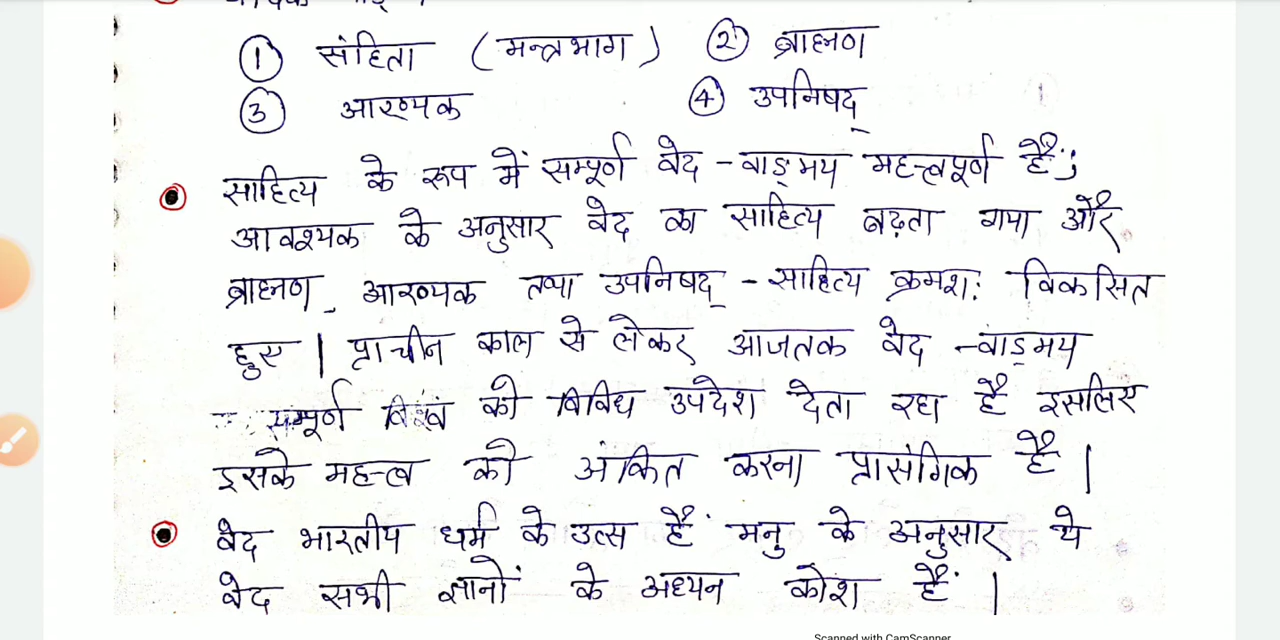 ① संहिता (मन्त्रभाग) ② ब्राह्मण
③ आरण्यक ④ उपनिषद्
साहित्य के रूप में सम्पूर्ण वेद-वाङ्मय महत्त्वपूर्ण है;
आवश्यक के अनुसार वेद का साहित्य बढ़ता गया और
ब्राह्मण, आरण्यक तथा उपनिषद्-साहित्य क्रमशः विकसित
हुए | प्राचीन काल से लेकर आजतक वेद-वाङ्मय
सम्पूर्ण विश्व को विविध उपदेश देता रहा है इसलिए
इसके महत्त्व को अंकित करना प्रासंगिक है |
वेद भारतीय धर्म के उत्स हैं मनु के अनुसार ये
वेद सभी ज्ञानों के अध्यन कोश हैं |
Scanned with CamScanner